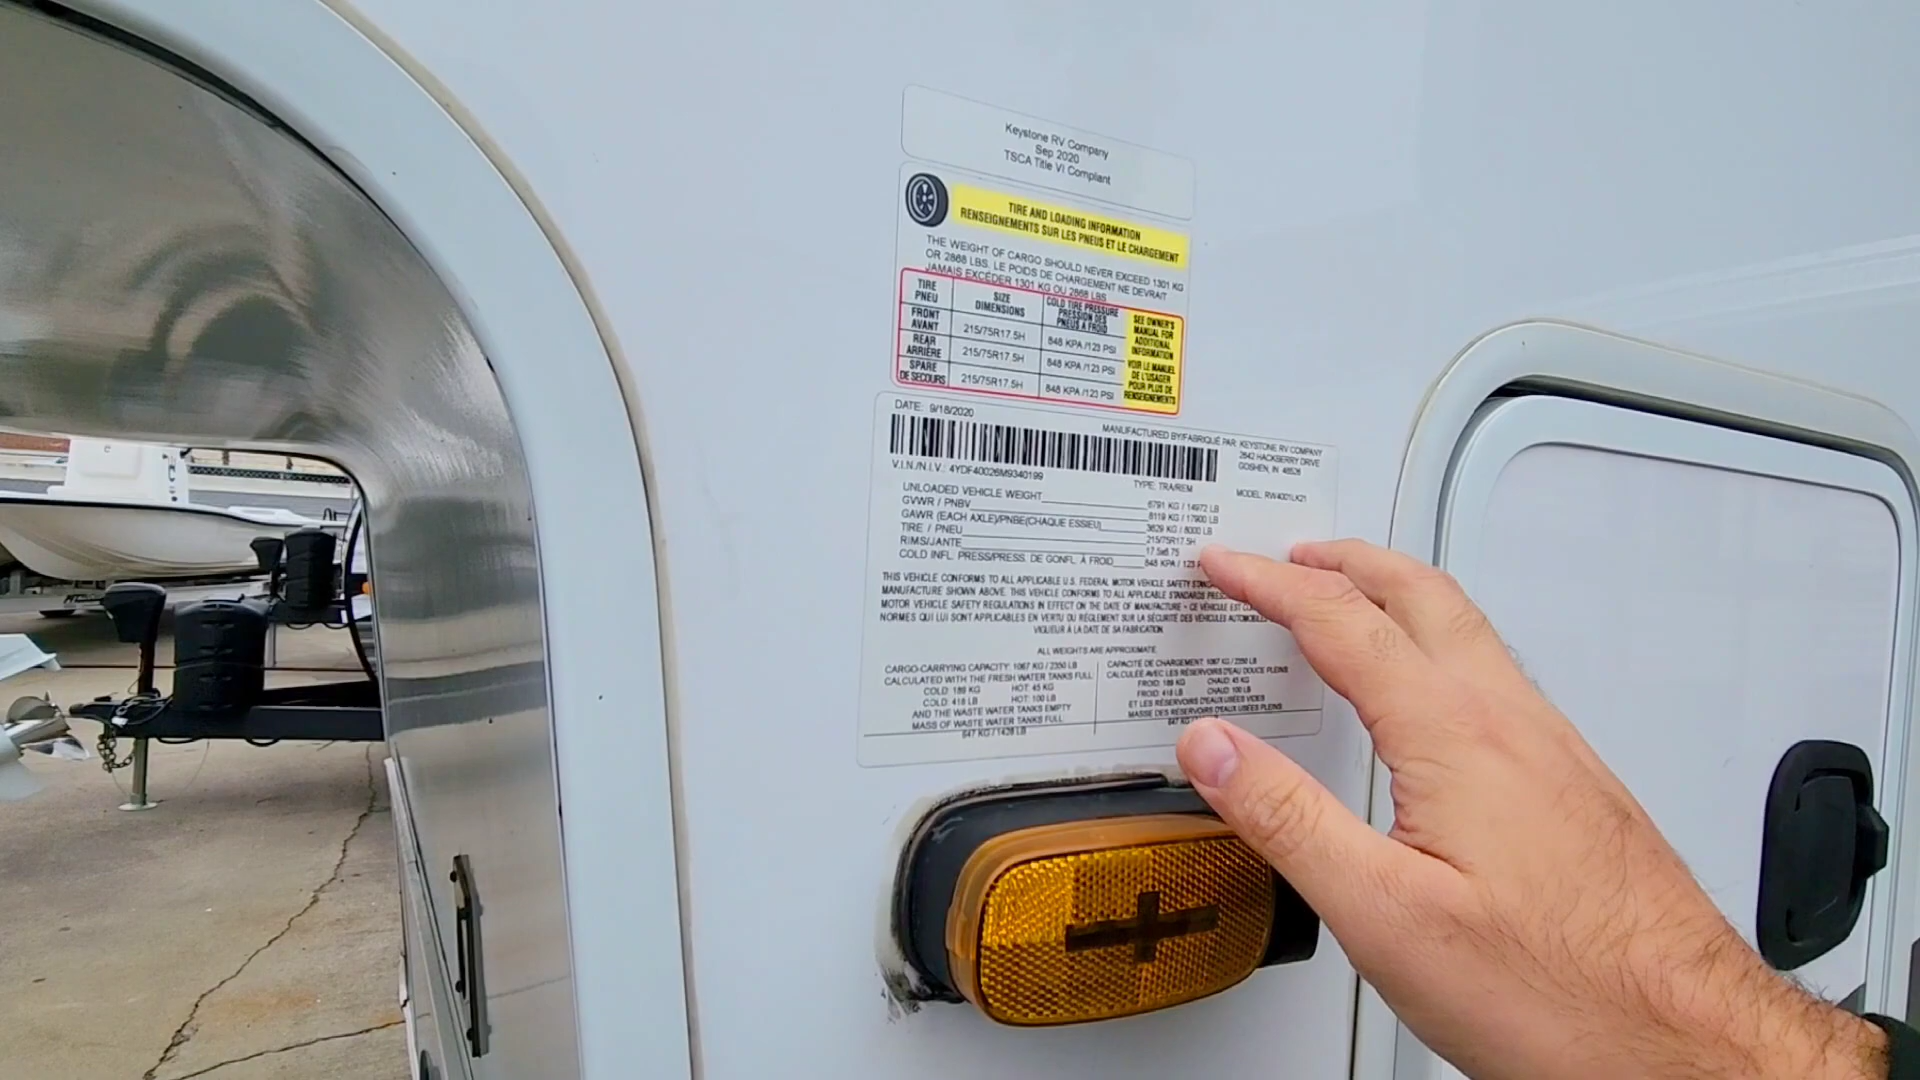 Keystone RV Company
Sep 2020
TSCA Title VI Compliant
TIRE AND LOADING INFORMATION
RENSEIGNEMENTS SUR LES PNEUS ET LE CHARGEMENT
THE WEIGHT OF CARGO SHOULD NEVER EXCEED 1301 KG
OR 2868 LBS. LE POIDS DE CHARGEMENT NE DEVRAIT
JAMAIS EXCÉDER 1301 KG OU 2868 LBS
TIRE
PNEU
SIZE
DIMENSIONS
COLD TIRE PRESSURE
PRESSION DES
PNEUS A FROID
SEE OWNER'S
MANUAL FOR
ADDITIONAL
INFORMATION
VOIR LE MANUEL
DE L'USAGER
POUR PLUS DE
RENSEIGNEMENTS
FRONT
AVANT
215/75R17.5H
848 KPA /123 PSI
REAR
ARRIÈRE
215/75R17.5H
848 KPA /123 PSI
SPARE
DE SECOURS
215/75R17.5H
848 KPA /123 PSI
DATE: 9/18/2020
MANUFACTURED BY/FABRIQUÉ PAR: KEYSTONE RV COMPANY
2642 HACKBERRY DRIVE
GOSHEN, IN 46526
V.I.N./N.I.V.: 4YDF40026M9340199
TYPE: TRA/REM
MODEL: RW4001LK21
UNLOADED VEHICLE WEIGHT 6791 KG / 14972 LB
GVWR / PNBV 8119 KG / 17900 LB
GAWR (EACH AXLE)/PNBE(CHAQUE ESSIEU) 3629 KG / 8000 LB
TIRE / PNEU 215/75R17.5H
RIMS/JANTE 17.5x6.75
COLD INFL. PRESS/PRESS. DE GONFL. À FROID 848 KPA / 123
THIS VEHICLE CONFORMS TO ALL APPLICABLE U.S. FEDERAL MOTOR VEHICLE SAFETY
MANUFACTURE SHOWN ABOVE. THIS VEHICLE CONFORMS TO ALL APPLICABLE STANDARDS
MOTOR VEHICLE SAFETY REGULATIONS IN EFFECT ON THE DATE OF MANUFACTURE - CE VÉHICULE EST
NORMES QUI LUI SONT APPLICABLES EN VERTU DU RÈGLEMENT SUR LA SÉCURITÉ DES VÉHICULES AUTOMOBILES
VIGUEUR À LA DATE DE SA FABRICATION.
ALL WEIGHTS ARE APPROXIMATE
CARGO-CARRYING CAPACITY: 1067 KG / 2350 LB
CALCULATED WITH THE FRESH WATER TANKS FULL
COLD: 189 KG HOT: 45 KG
COLD: 418 LB HOT: 100 LB
AND THE WASTE WATER TANKS EMPTY
MASS OF WASTE WATER TANKS FULL
647 KG / 1428 LB
CAPACITÉ DE CHARGEMENT: 1067 KG / 2350 LB
CALCULÉE AVEC LES RÉSERVOIRS D'EAU DOUCE PLEINS
FROID: 189 KG CHAUD: 45 KG
FROID: 418 LB CHAUD: 100 LB
ET LES RÉSERVOIRS D'EAUX USÉES VIDES
MASSE DES RÉSERVOIRS D'EAUX USÉES PLEINS
647 KG